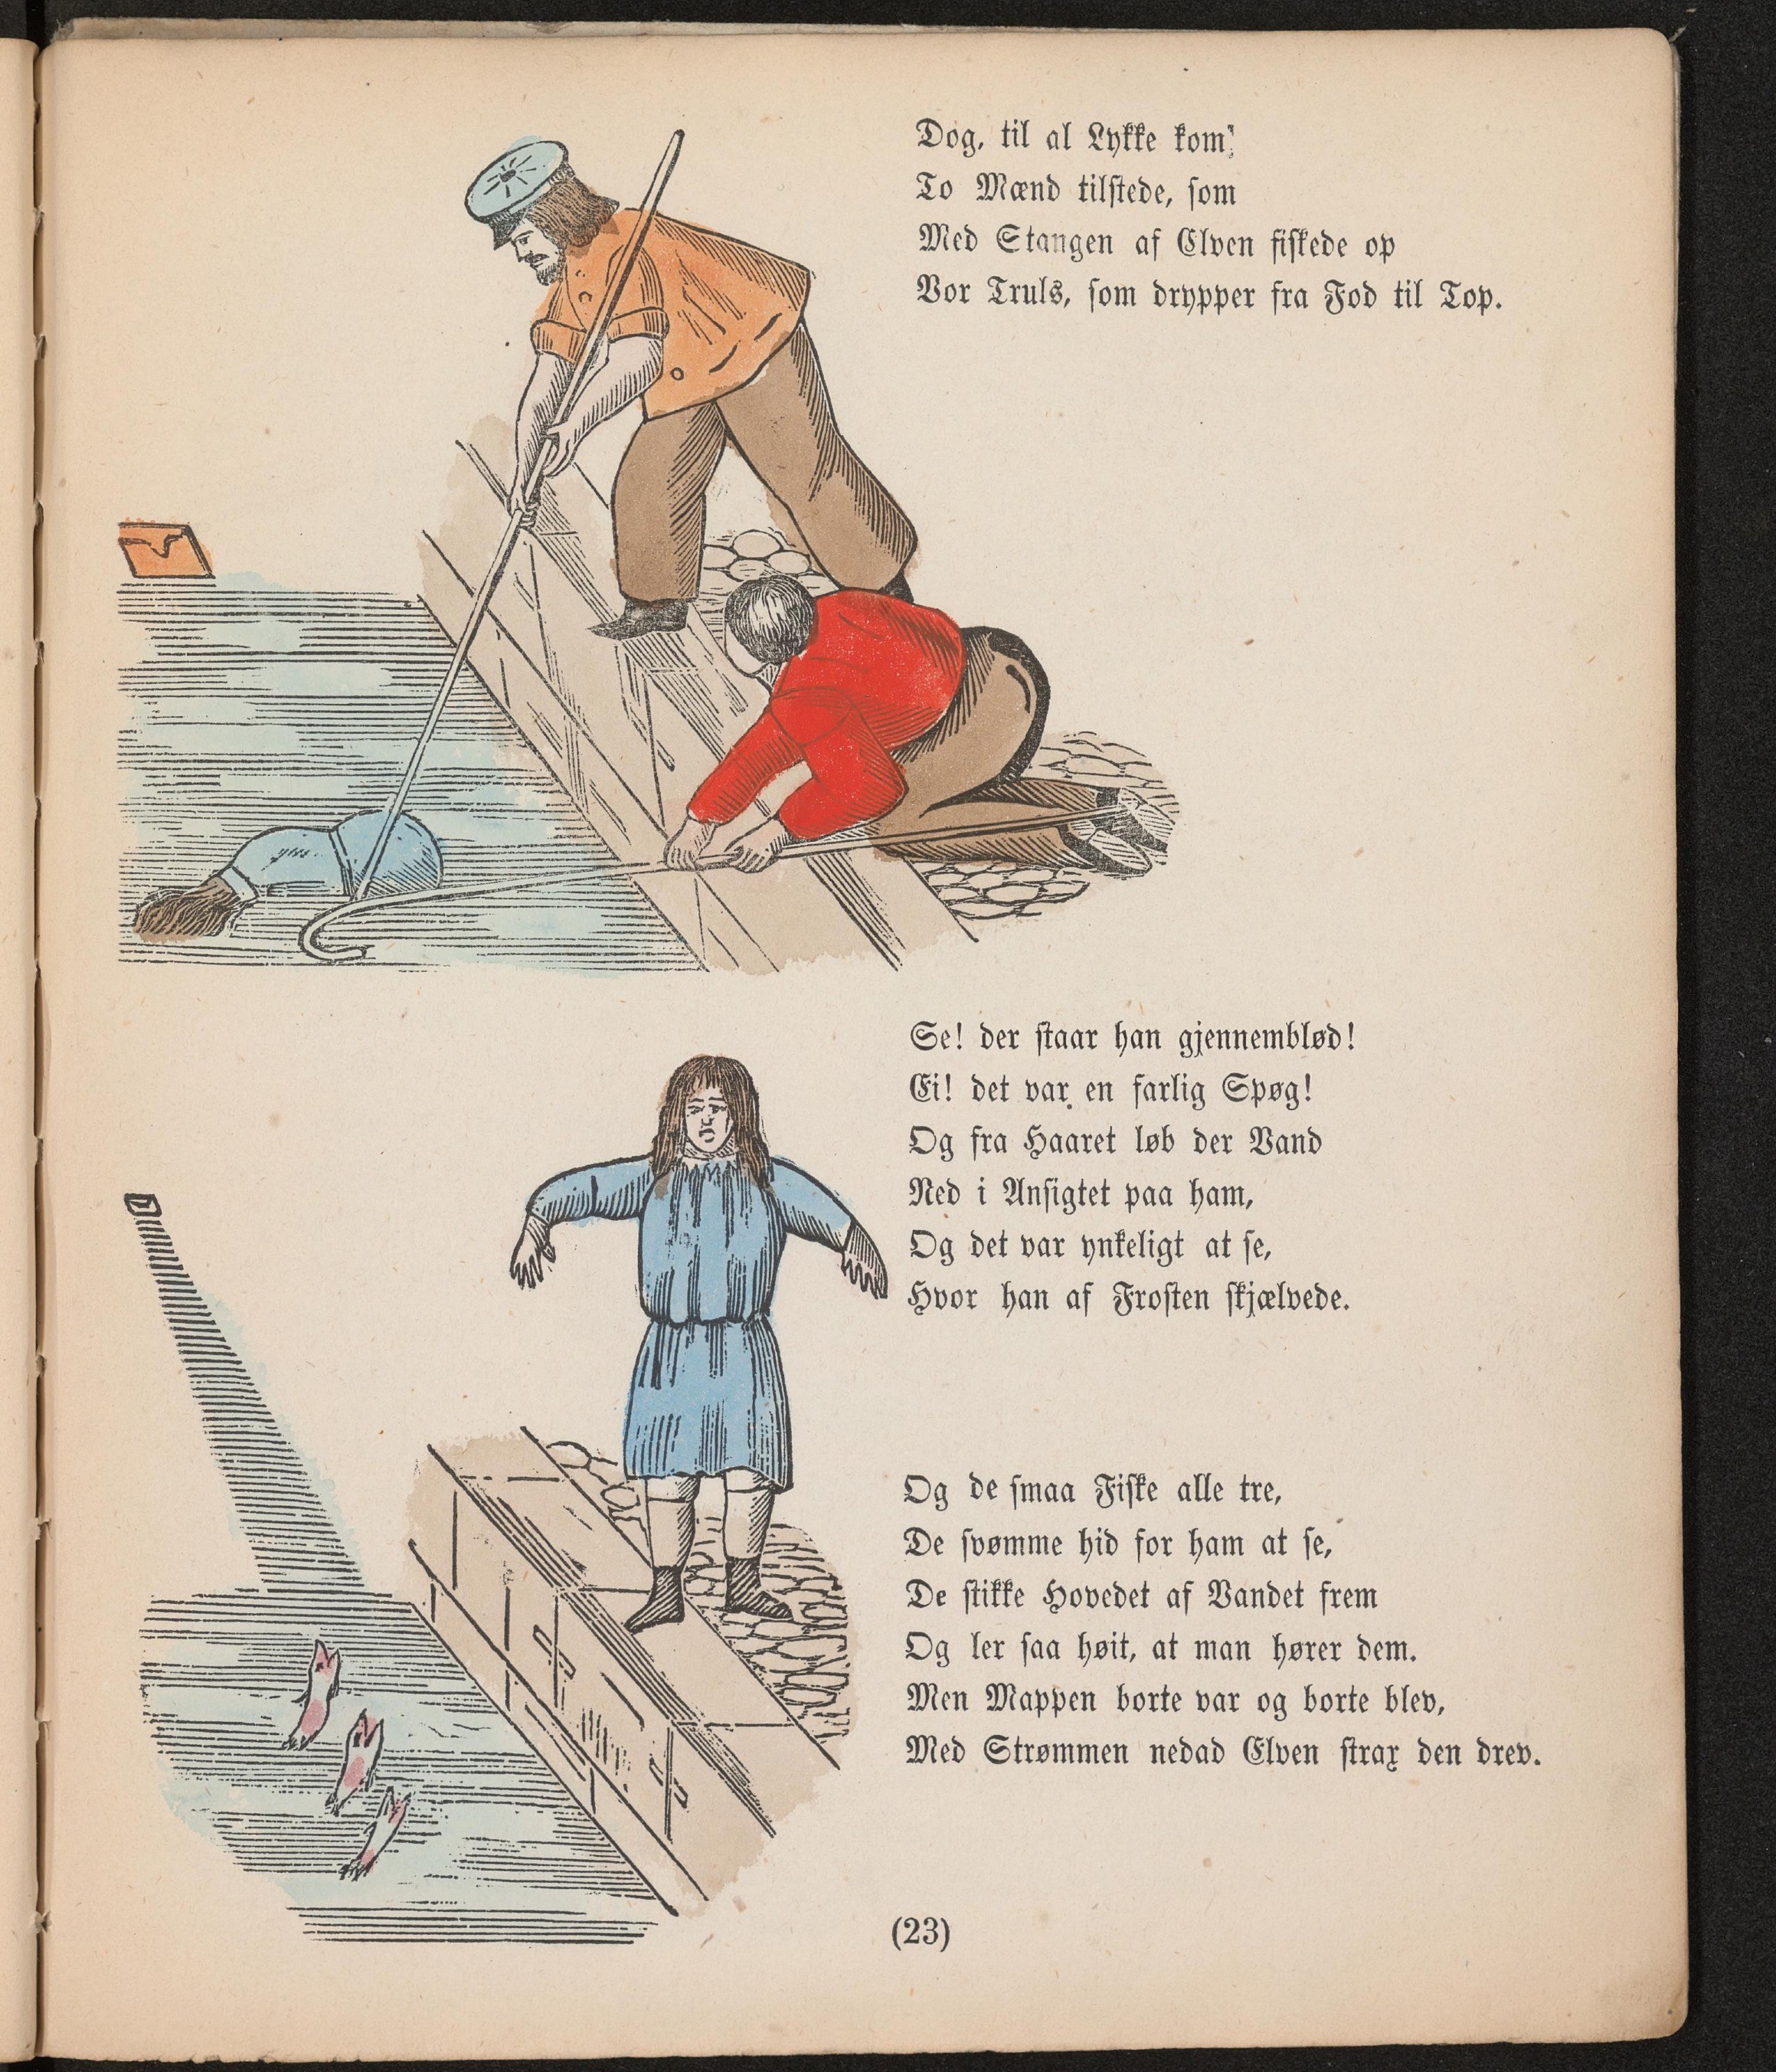 Dog, til al Lykke kom;
To Mænd tilstede, som
Med Stangen af Elven fiskede op
Vor Truls, som drypper fra Fod til Top.
Se! der staar han gjennemblød!
Ei! det var en farlig Spøg!
Og fra Haaret løb der Vand
Ned i Ansigtet paa ham,
Og det var ynkeligt at se,
Hvor han af Frosten skjælvede.
Og de smaa Fiske alle tre,
De svømme hid for ham at se,
De stikke Hovedet af Vandet frem
Og ler saa høit, at man hører dem.
Men Mappen borte var og borte blev,
Med Strømmen nedad Elven strax den drev.
(23)